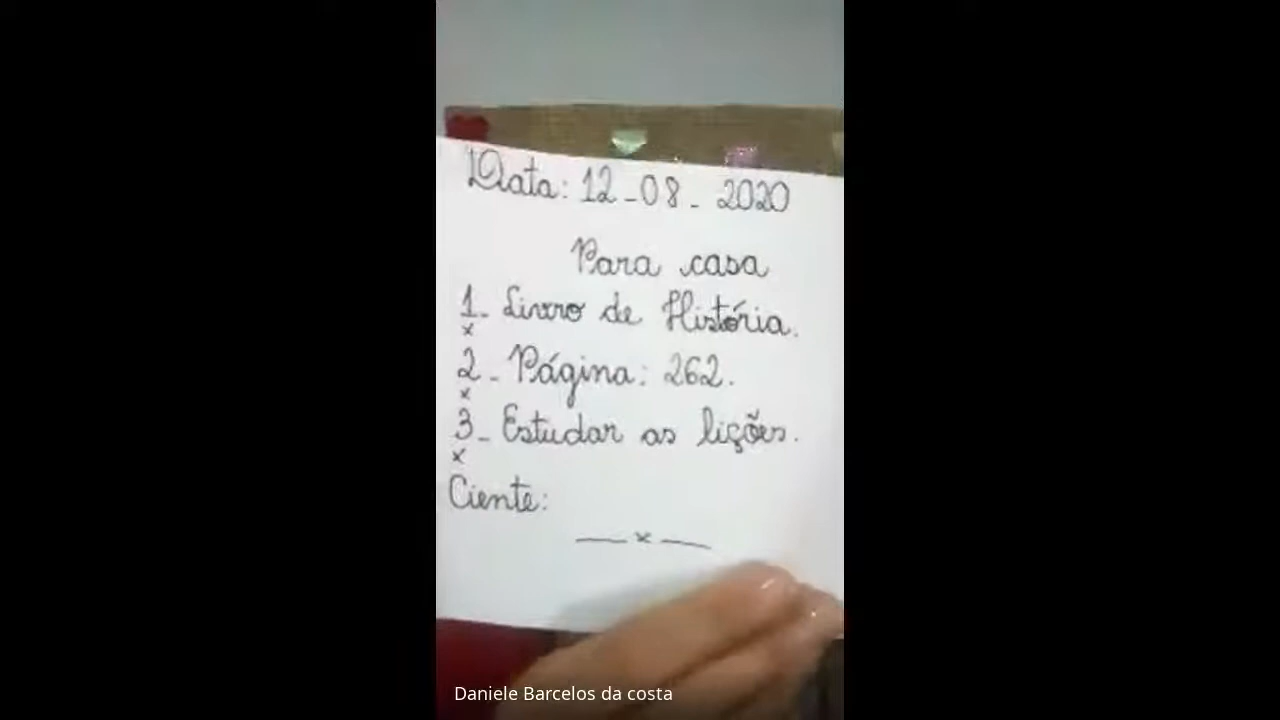 Data: 12-08-2020
Para casa
1- Livro de História.
x
2- Página: 262.
x
3- Estudar as lições.
x
Ciente:
— x —
Daniele Barcelos da costa